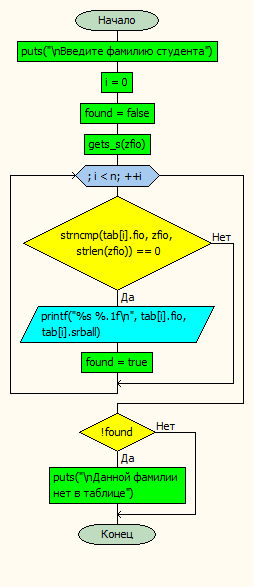 Начало
puts("\nВведите фамилию студента")
i = 0
found = false
gets_s(zfio)
; i < n; ++i
strncmp(tab[i].fio, zfio,
strlen(zfio)) == 0
Нет
Да
printf("%s %.1f\n", tab[i].fio,
tab[i].srball)
found = true
!found
Нет
Да
puts("\nДанной фамилии
нет в таблице")
Конец